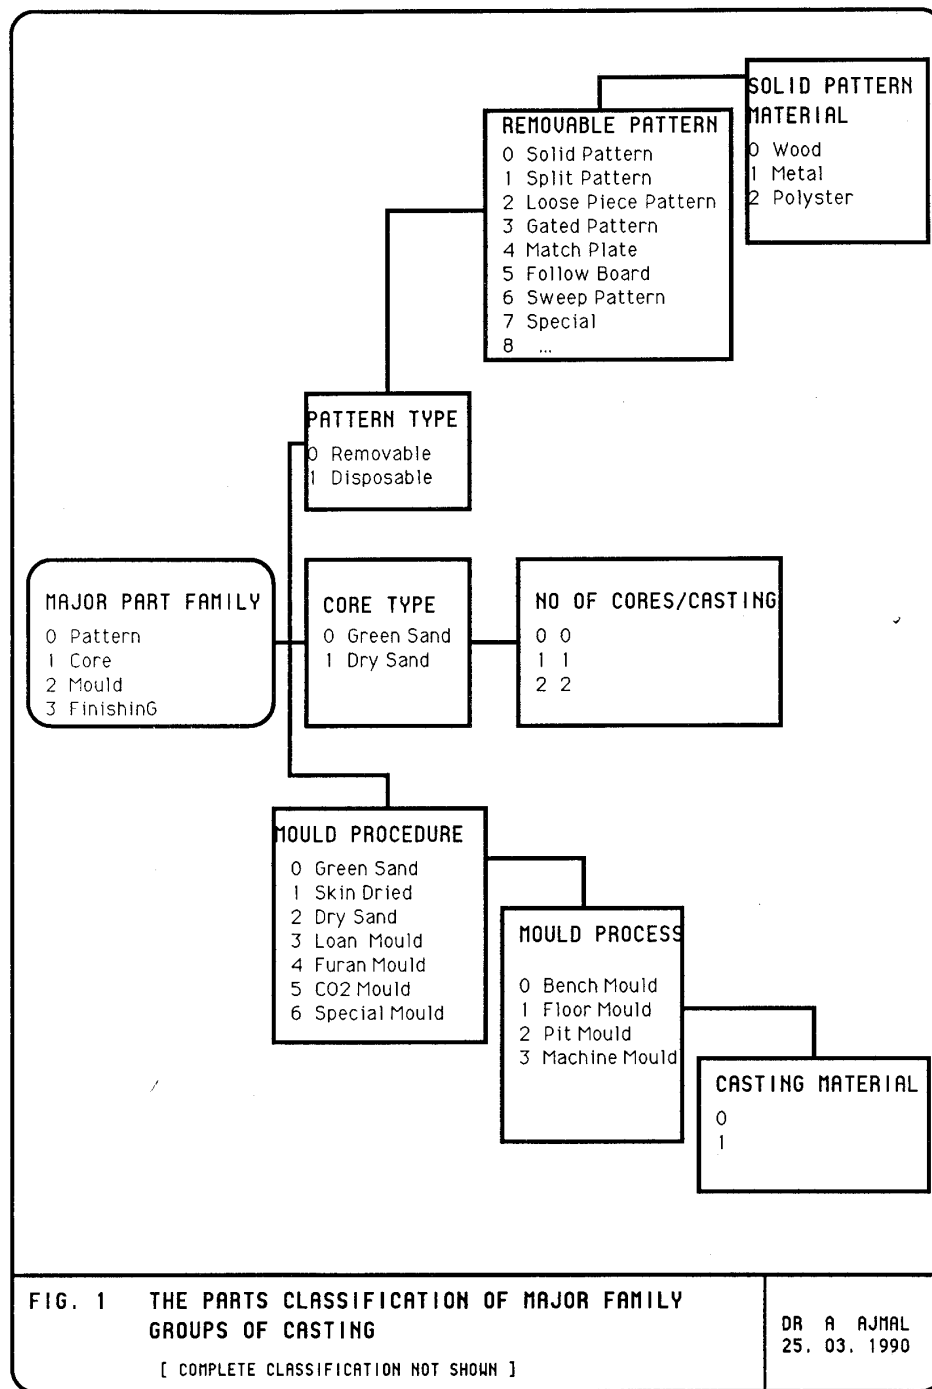 SOLID PATTERN
MATERIAL
0 Wood
1 Metal
2 Polyster
REMOVABLE PATTERN
0 Solid Pattern
1 Split Pattern
2 Loose Piece Pattern
3 Gated Pattern
4 Match Plate
5 Follow Board
6 Sweep Pattern
7 Special
8 ...
PATTERN TYPE
0 Removable
1 Disposable
MAJOR PART FAMILY
0 Pattern
1 Core
2 Mould
3 FinishinG
CORE TYPE
0 Green Sand
1 Dry Sand
NO OF CORES/CASTING
0 0
1 1
2 2
MOULD PROCEDURE
0 Green Sand
1 Skin Dried
2 Dry Sand
3 Loan Mould
4 Furan Mould
5 CO2 Mould
6 Special Mould
MOULD PROCESS
0 Bench Mould
1 Floor Mould
2 Pit Mould
3 Machine Mould
CASTING MATERIAL
0
1
FIG. 1 THE PARTS CLASSIFICATION OF MAJOR FAMILY
GROUPS OF CASTING
[ COMPLETE CLASSIFICATION NOT SHOWN ]
DR A AJMAL
25. 03. 1990